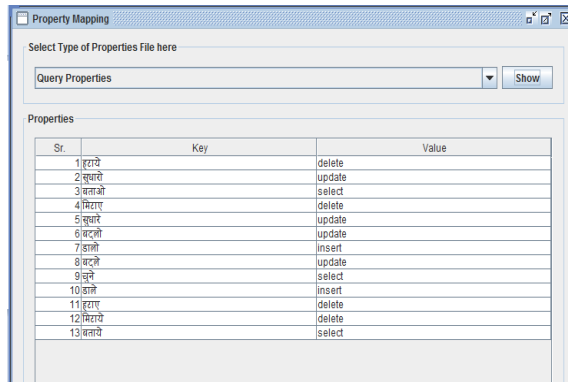 Property Mapping
Select Type of Properties File here
Query Properties Show
Properties
Sr. Key Value
1 हटाये delete
2 सुधारो update
3 बताओ select
4 मिटाए delete
5 सुधारे update
6 बदलो update
7 डालो insert
8 बदले update
9 चुने select
10 डाले insert
11 हटाए delete
12 मिटाये delete
13 बताये select